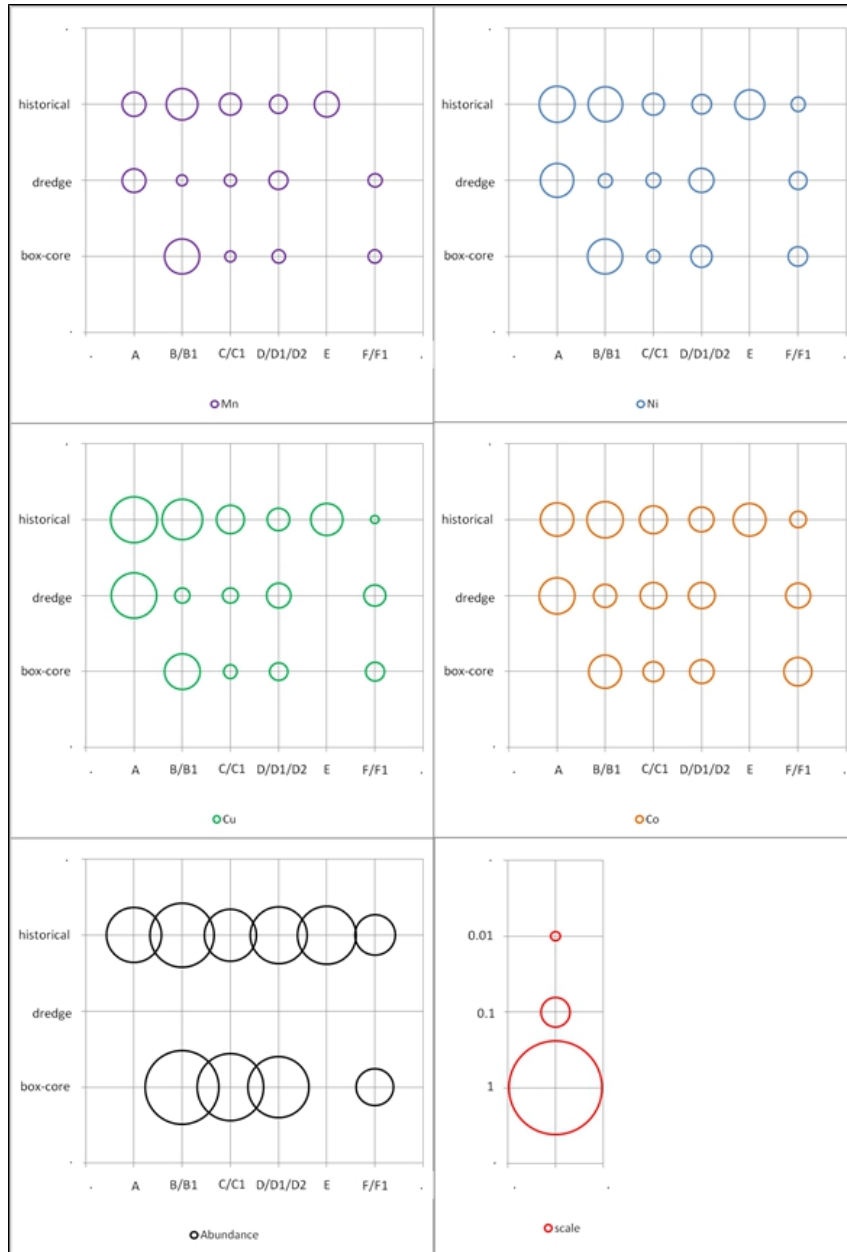 .
historical
dredge
box-core
.
. A B/B1 C/C1 D/D1/D2 E F/F1 .
Mn
.
historical
dredge
box-core
.
. A B/B1 C/C1 D/D1/D2 E F/F1 .
Ni
.
historical
dredge
box-core
.
. A B/B1 C/C1 D/D1/D2 E F/F1 .
Cu
.
historical
dredge
box-core
.
. A B/B1 C/C1 D/D1/D2 E F/F1 .
Co
.
historical
dredge
box-core
.
. A B/B1 C/C1 D/D1/D2 E F/F1 .
Abundance
.
0.01
0.1
1
.
. .
scale